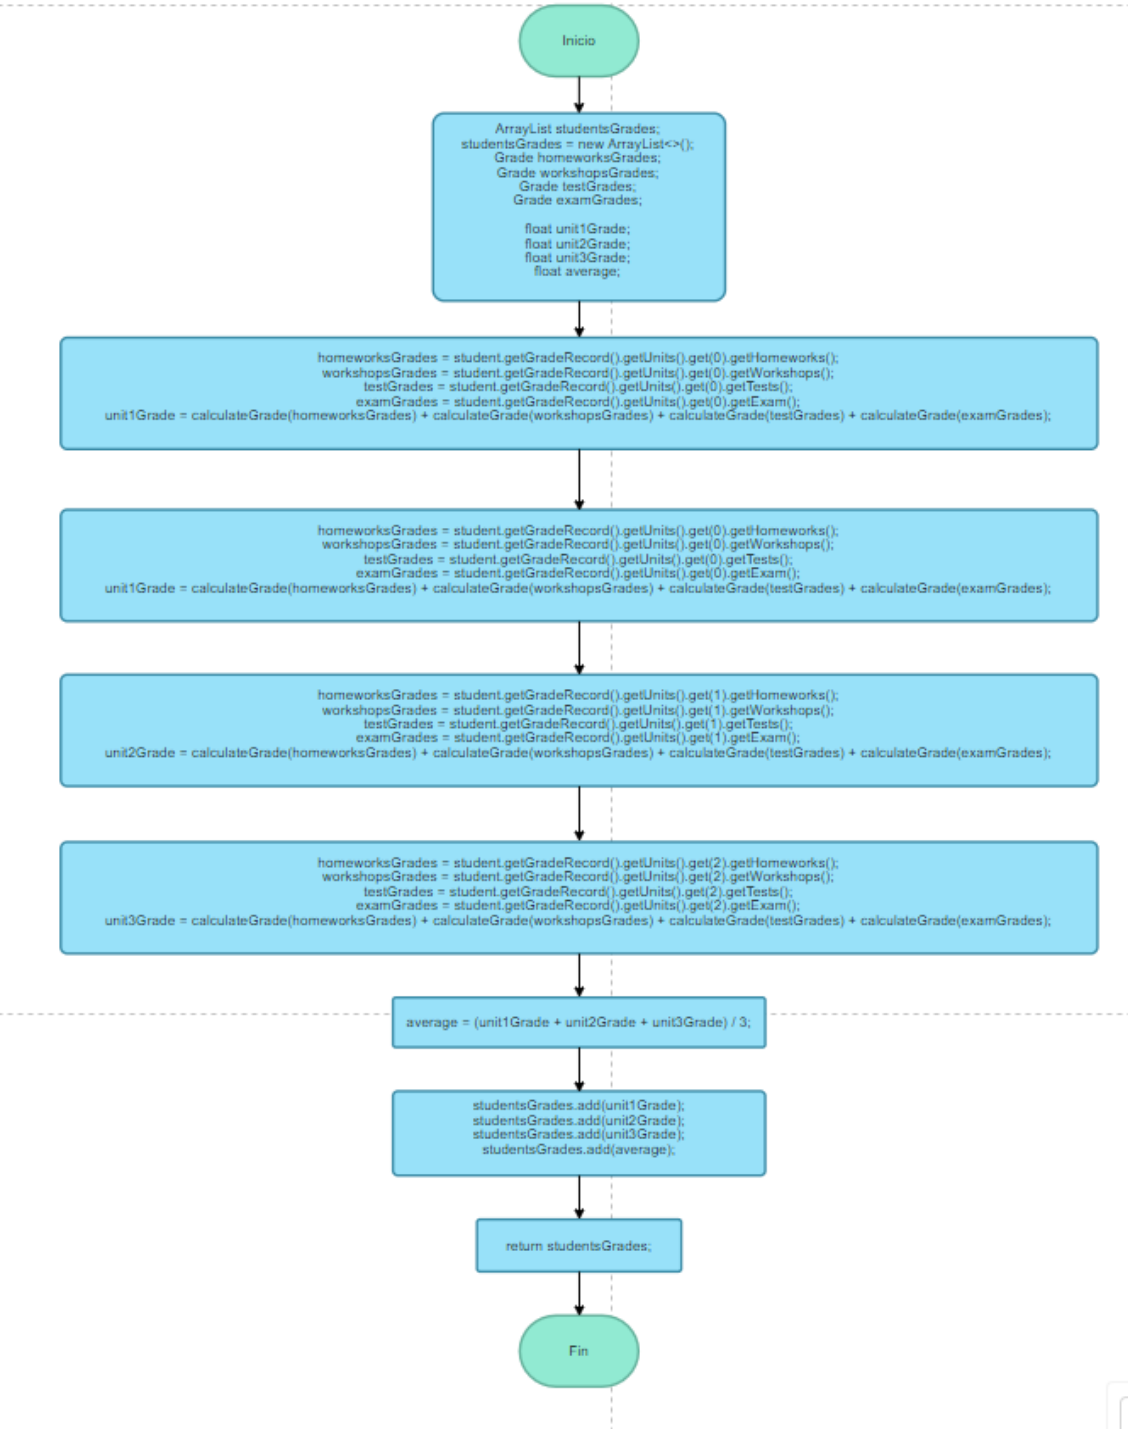 Inicio
ArrayList studentsGrades;
studentsGrades = new ArrayList<>();
Grade homeworksGrades;
Grade workshopsGrades;
Grade testGrades;
Grade examGrades;
float unit1Grade;
float unit2Grade;
float unit3Grade;
float average;
homeworksGrades = student.getGradeRecord().getUnits().get(0).getHomeworks();
workshopsGrades = student.getGradeRecord().getUnits().get(0).getWorkshops();
testGrades = student.getGradeRecord().getUnits().get(0).getTests();
examGrades = student.getGradeRecord().getUnits().get(0).getExam();
unit1Grade = calculateGrade(homeworksGrades) + calculateGrade(workshopsGrades) + calculateGrade(testGrades) + calculateGrade(examGrades);
homeworksGrades = student.getGradeRecord().getUnits().get(0).getHomeworks();
workshopsGrades = student.getGradeRecord().getUnits().get(0).getWorkshops();
testGrades = student.getGradeRecord().getUnits().get(0).getTests();
examGrades = student.getGradeRecord().getUnits().get(0).getExam();
unit1Grade = calculateGrade(homeworksGrades) + calculateGrade(workshopsGrades) + calculateGrade(testGrades) + calculateGrade(examGrades);
homeworksGrades = student.getGradeRecord().getUnits().get(1).getHomeworks();
workshopsGrades = student.getGradeRecord().getUnits().get(1).getWorkshops();
testGrades = student.getGradeRecord().getUnits().get(1).getTests();
examGrades = student.getGradeRecord().getUnits().get(1).getExam();
unit2Grade = calculateGrade(homeworksGrades) + calculateGrade(workshopsGrades) + calculateGrade(testGrades) + calculateGrade(examGrades);
homeworksGrades = student.getGradeRecord().getUnits().get(2).getHomeworks();
workshopsGrades = student.getGradeRecord().getUnits().get(2).getWorkshops();
testGrades = student.getGradeRecord().getUnits().get(2).getTests();
examGrades = student.getGradeRecord().getUnits().get(2).getExam();
unit3Grade = calculateGrade(homeworksGrades) + calculateGrade(workshopsGrades) + calculateGrade(testGrades) + calculateGrade(examGrades);
average = (unit1Grade + unit2Grade + unit3Grade) / 3;
studentsGrades.add(unit1Grade);
studentsGrades.add(unit2Grade);
studentsGrades.add(unit3Grade);
studentsGrades.add(average);
return studentsGrades;
Fin